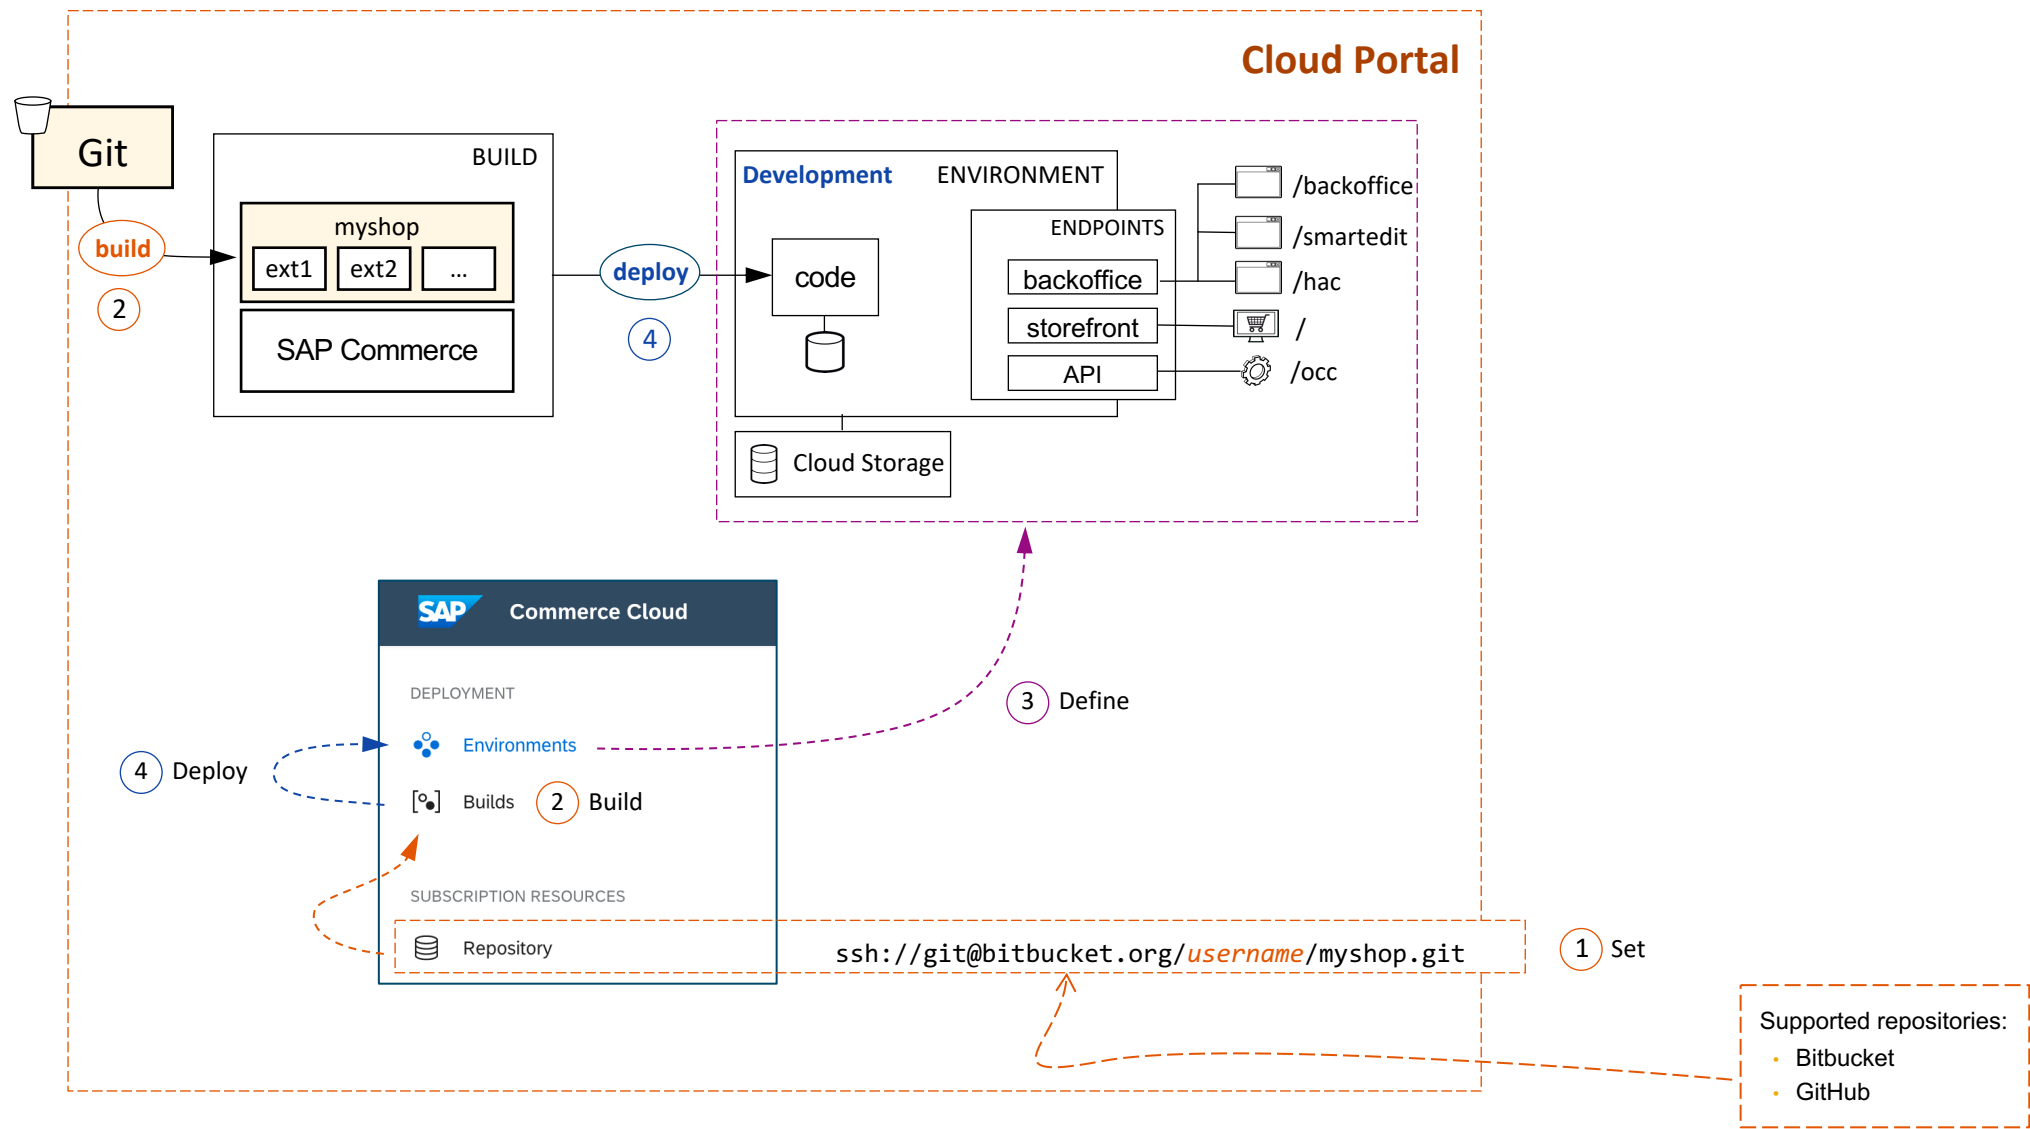 Cloud Portal
Git
BUILD
myshop
ext1
ext2
...
SAP Commerce
build
2
deploy
4
Development
ENVIRONMENT
code
ENDPOINTS
backoffice
storefront
API
/backoffice
/smartedit
/hac
/
/occ
Cloud Storage
SAP Commerce Cloud
DEPLOYMENT
Environments
Builds
2 Build
3 Define
4 Deploy
SUBSCRIPTION RESOURCES
Repository
ssh://git@bitbucket.org/username/myshop.git
1 Set
Supported repositories:
• Bitbucket
• GitHub